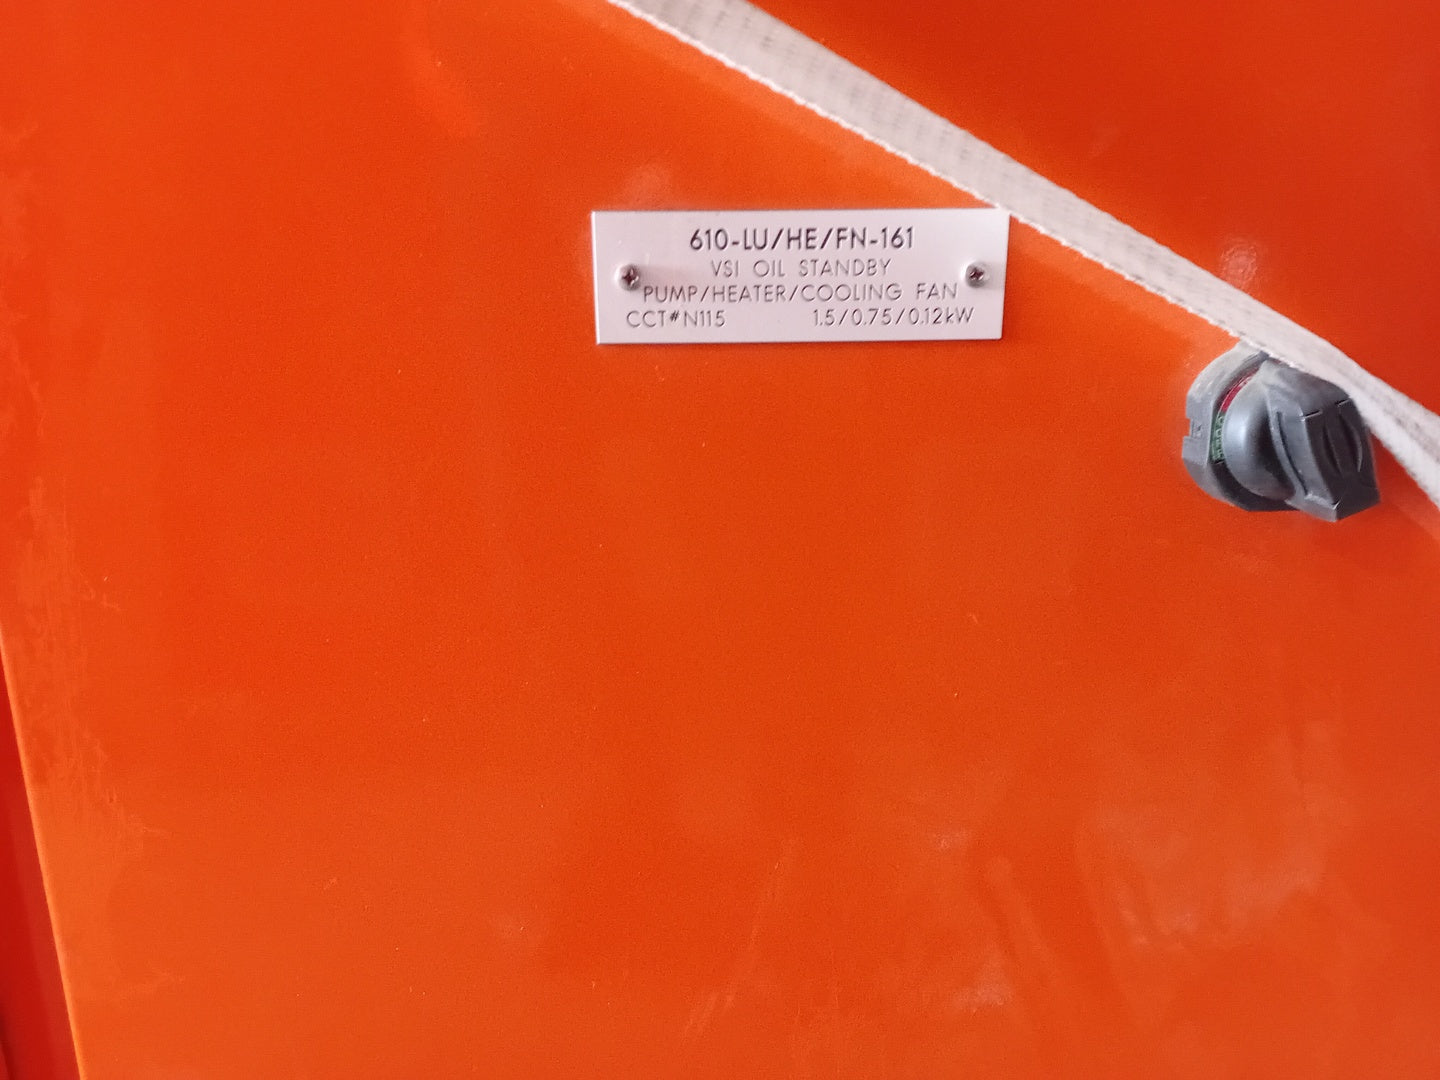 610-LU/HE/FN-161
VSI OIL STANDBY
PUMP/HEATER/COOLING FAN
CCT#N115 1.5/0.75/0.12kW